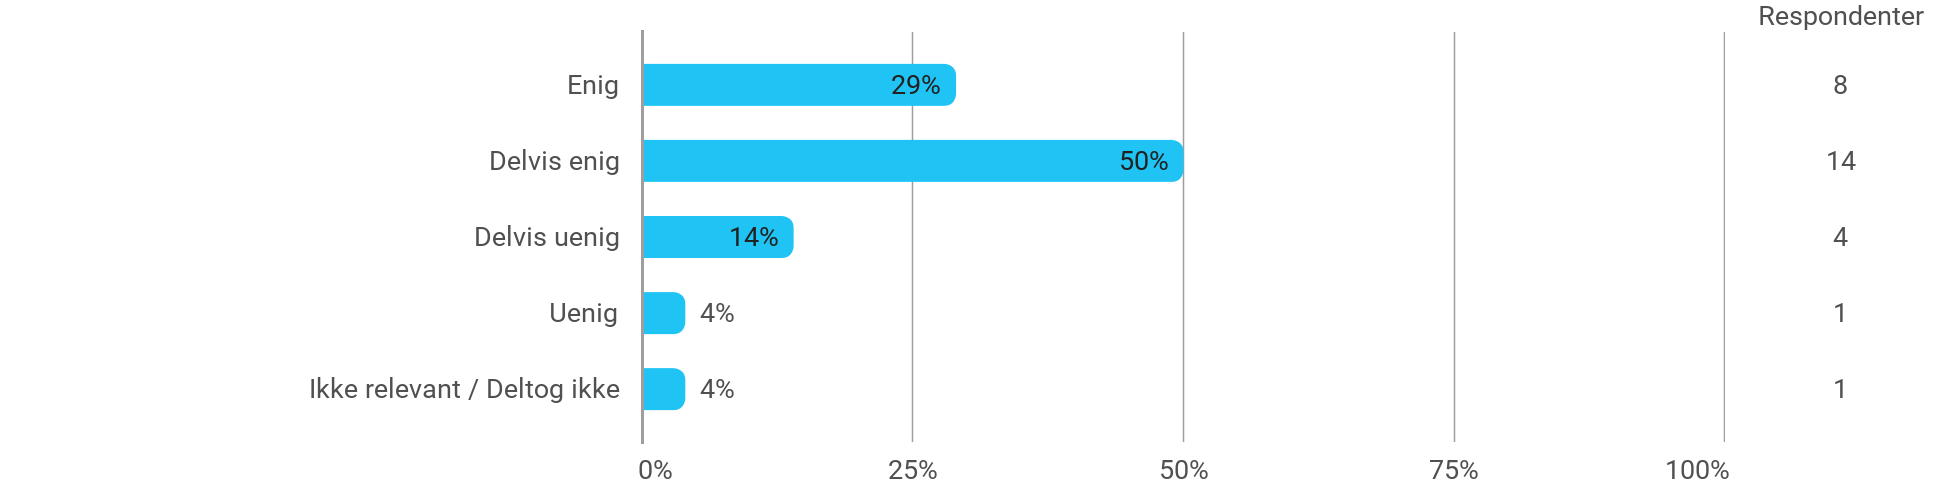 Respondenter
Enig 29% 8
Delvis enig 50% 14
Delvis uenig 14% 4
Uenig 4% 1
Ikke relevant / Deltog ikke 4% 1
0% 25% 50% 75% 100%